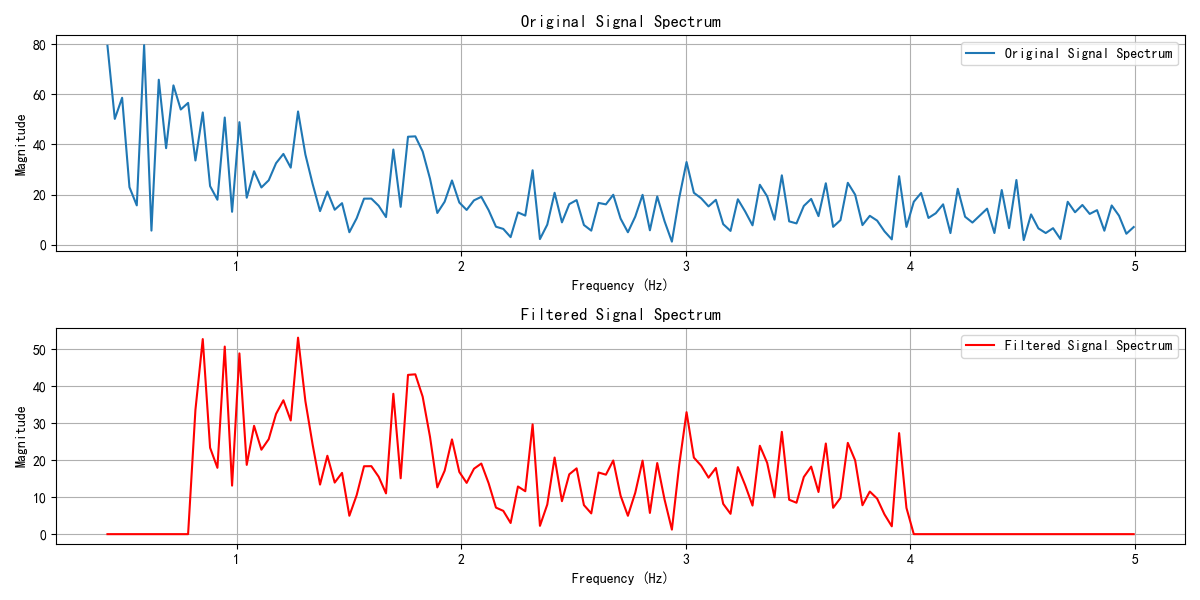 Original Signal Spectrum
Original Signal Spectrum
Magnitude
80
60
40
20
0
1 2 3 4 5
Frequency (Hz)
Filtered Signal Spectrum
Filtered Signal Spectrum
Magnitude
50
40
30
20
10
0
1 2 3 4 5
Frequency (Hz)